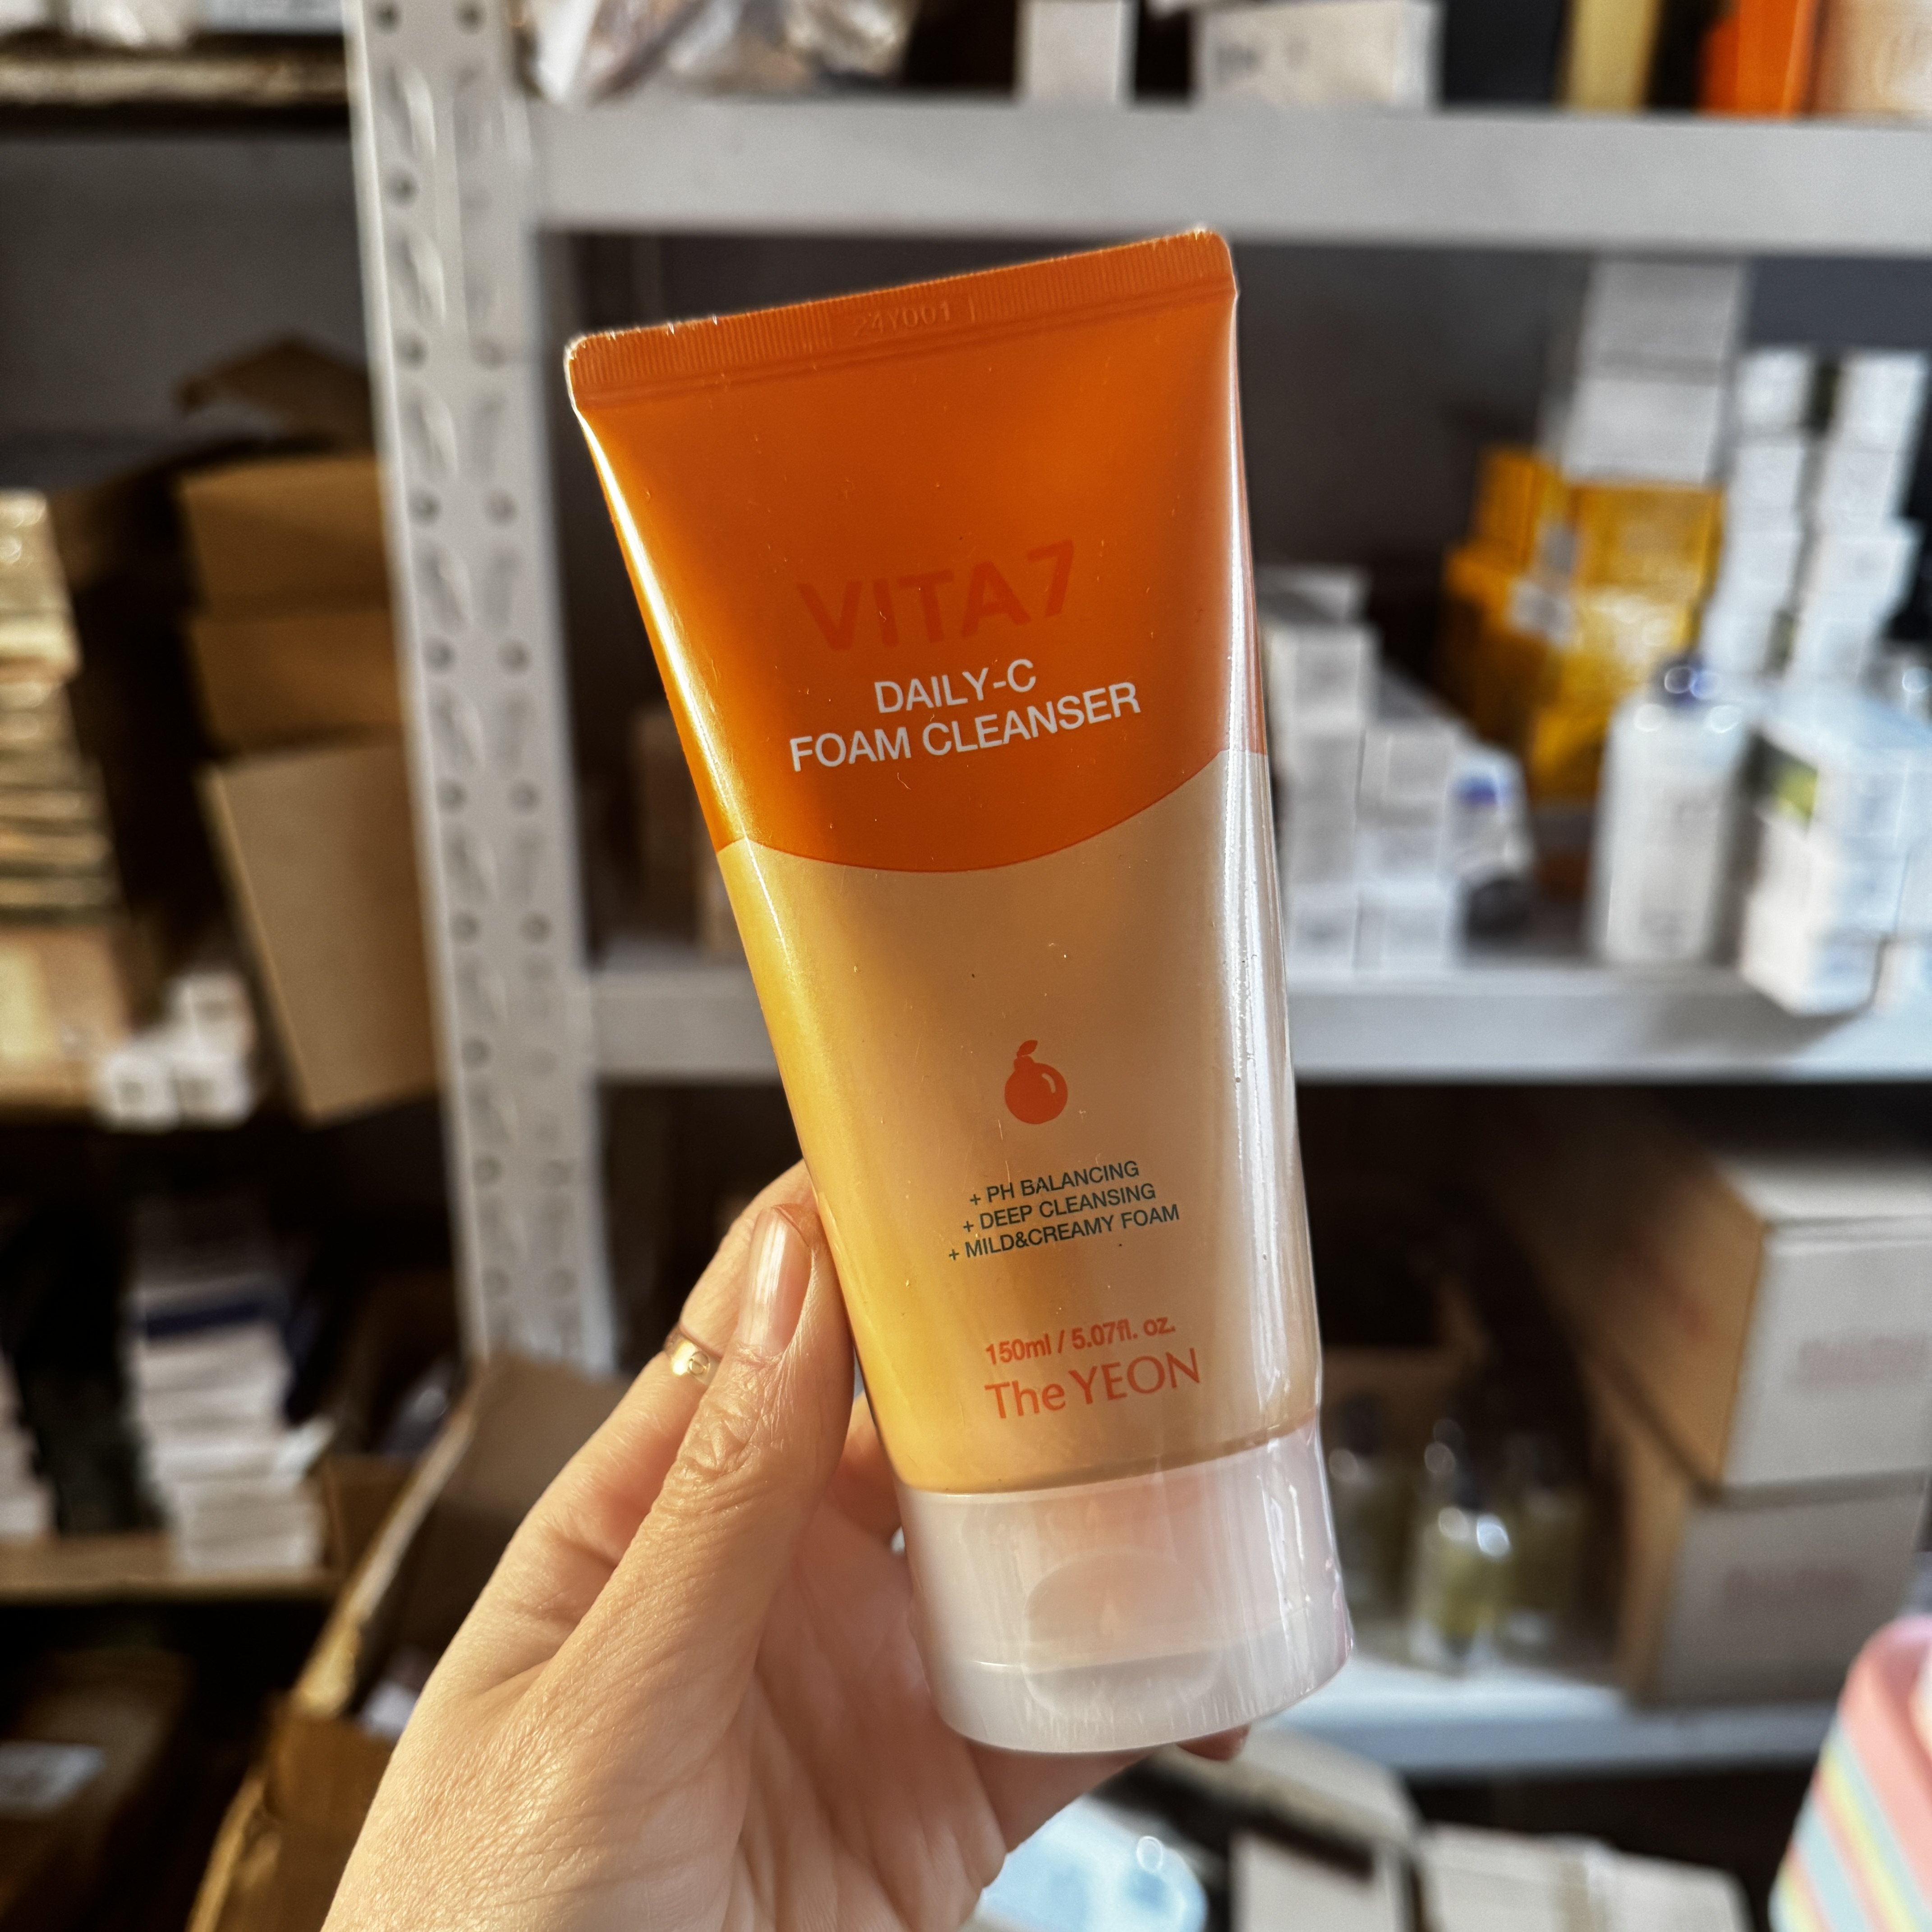 24Y001
VITA7
DAILY-C
FOAM CLEANSER
+ PH BALANCING
+ DEEP CLEANSING
+ MILD&CREAMY FOAM
150ml / 5.07fl. oz.
The YEON